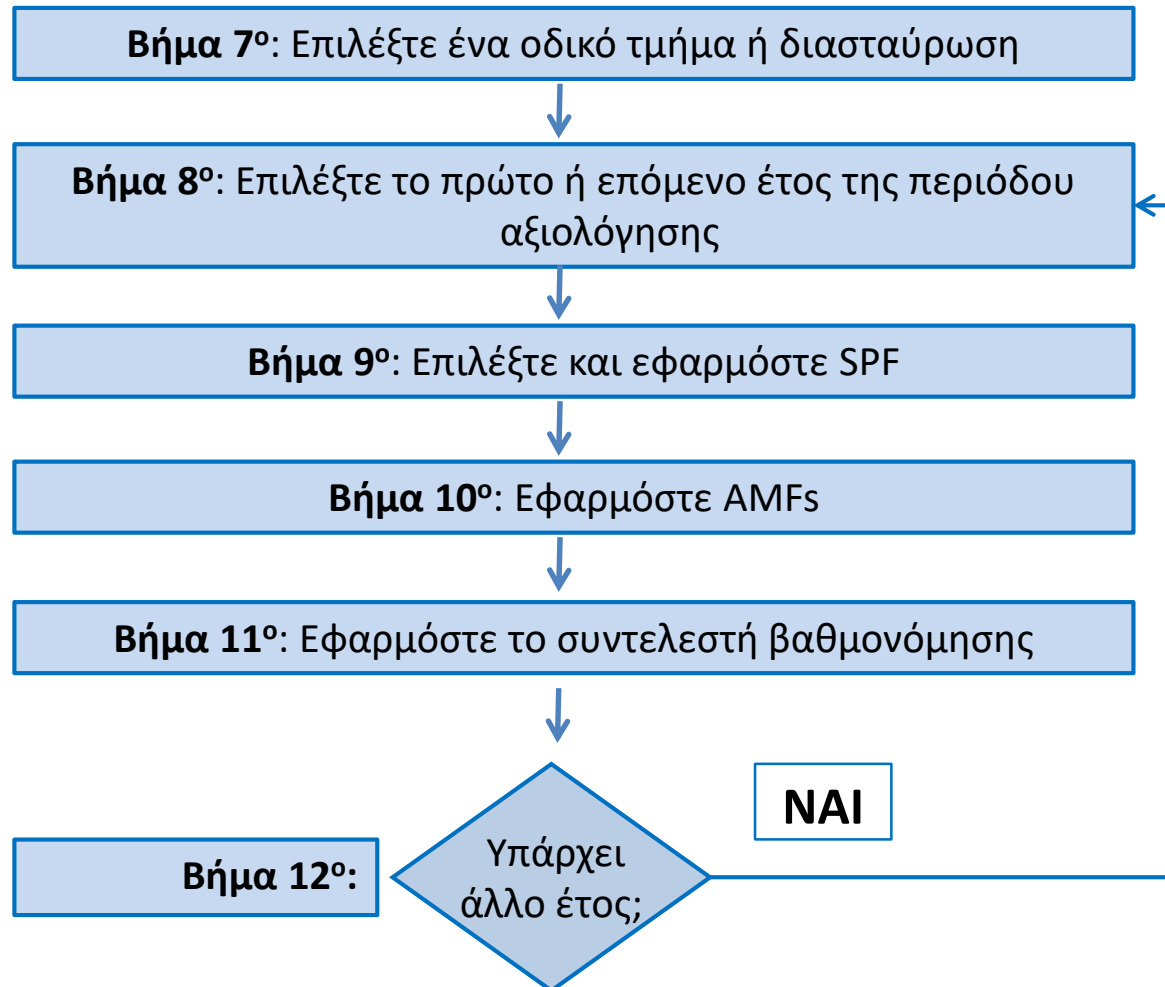 Βήμα 7ο: Επιλέξτε ένα οδικό τμήμα ή διασταύρωση
Βήμα 8ο: Επιλέξτε το πρώτο ή επόμενο έτος της περιόδου
αξιολόγησης
Βήμα 9ο: Επιλέξτε και εφαρμόστε SPF
Βήμα 10ο: Εφαρμόστε AMFs
Βήμα 11ο: Εφαρμόστε το συντελεστή βαθμονόμησης
ΝΑΙ
Βήμα 12ο:
Υπάρχει
άλλο έτος;